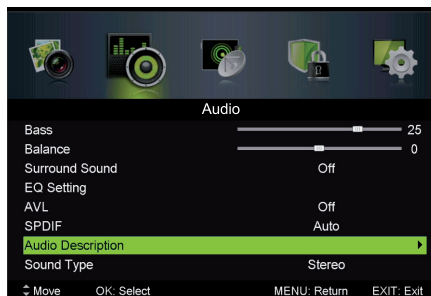 Audio
Bass 25
Balance 0
Surround Sound Off
EQ Setting
AVL Off
SPDIF Auto
Audio Description
Sound Type Stereo
Move OK: Select MENU: Return EXIT: Exit